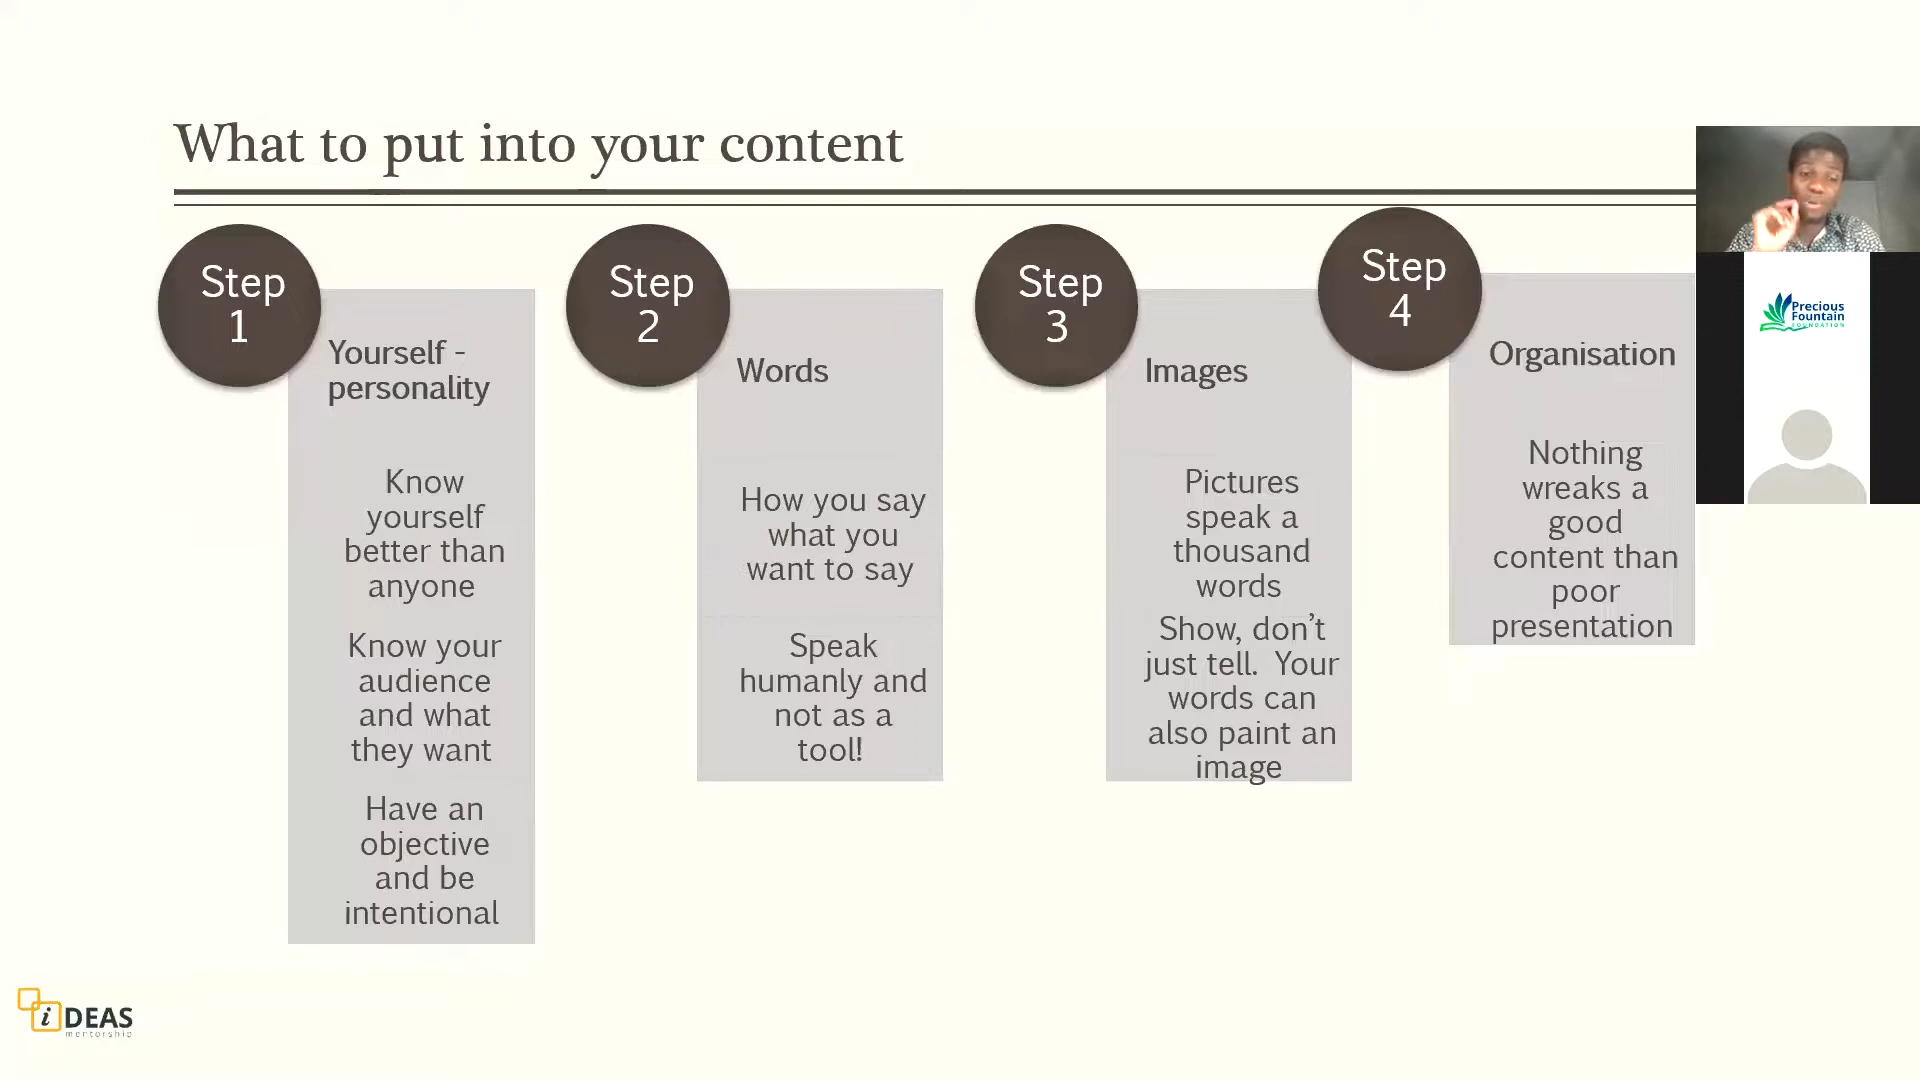 What to put into your content
Step
1
Yourself -
personality
Know
yourself
better than
anyone
Know your
audience
and what
they want
Have an
objective
and be
intentional
Step
2
Words
How you say
what you
want to say
Speak
humanly and
not as a
tool!
Step
3
Images
Pictures
speak a
thousand
words
Show, don’t
just tell.  Your
words can
also paint an
image
Step
4
Organisation
Nothing
wreaks a
good
content than
poor
presentation
Precious
Fountain
FOUNDATION
iDEAS
mentorship